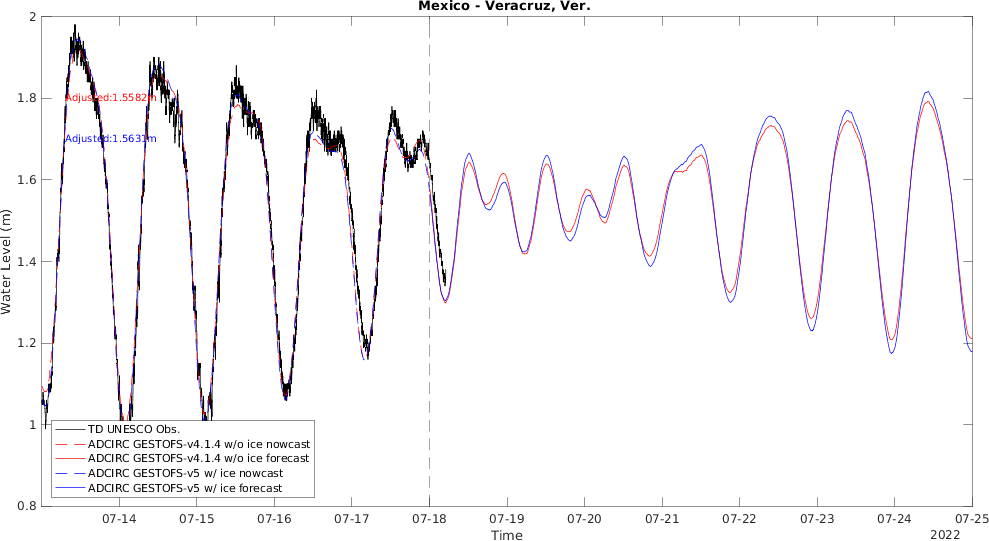 Mexico - Veracruz, Ver.
2
1.8
1.6
1.4
1.2
1
0.8
Water Level (m)
Adjusted:1.5582m
Adjusted:1.5631m
TD UNESCO Obs.
ADCIRC GESTOFS-v4.1.4 w/o ice nowcast
ADCIRC GESTOFS-v4.1.4 w/o ice forecast
ADCIRC GESTOFS-v5 w/ ice nowcast
ADCIRC GESTOFS-v5 w/ ice forecast
07-14 07-15 07-16 07-17 07-18 07-19 07-20 07-21 07-22 07-23 07-24 07-25
Time
2022